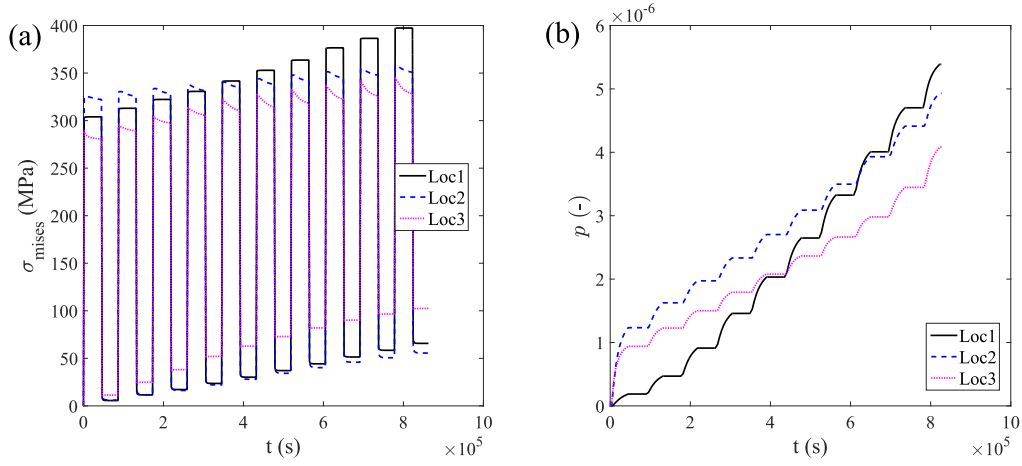 (a)
400
350
300
250
200
150
100
50
0
σmises (MPa)
Loc1
Loc2
Loc3
0 2 4 6 8 10
t (s)
×10^5
(b)
×10^-6
6
5
4
3
2
1
0
p (-)
Loc1
Loc2
Loc3
0 2 4 6 8 10
t (s)
×10^5